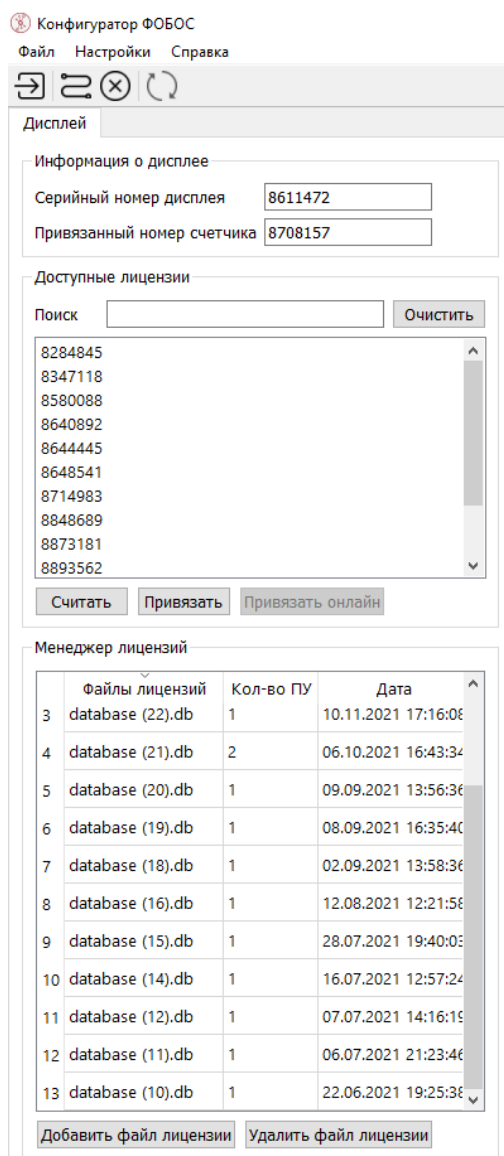 Конфигуратор ФОБОС
Файл Настройки Справка
Дисплей
Информация о дисплее
Серийный номер дисплея 8611472
Привязанный номер счетчика 8708157
Доступные лицензии
Поиск Очистить
8284845
8347118
8580088
8640892
8644445
8648541
8714983
8848689
8873181
8893562
Считать Привязать Привязать онлайн
Менеджер лицензий
Файлы лицензий Кол-во ПУ Дата
3 database (22).db 1 10.11.2021 17:16:08
4 database (21).db 2 06.10.2021 16:43:34
5 database (20).db 1 09.09.2021 13:56:36
6 database (19).db 1 08.09.2021 16:35:40
7 database (18).db 1 02.09.2021 13:58:36
8 database (16).db 1 12.08.2021 12:21:58
9 database (15).db 1 28.07.2021 19:40:03
10 database (14).db 1 16.07.2021 12:57:24
11 database (12).db 1 07.07.2021 14:16:19
12 database (11).db 1 06.07.2021 21:23:46
13 database (10).db 1 22.06.2021 19:25:38
Добавить файл лицензии Удалить файл лицензии